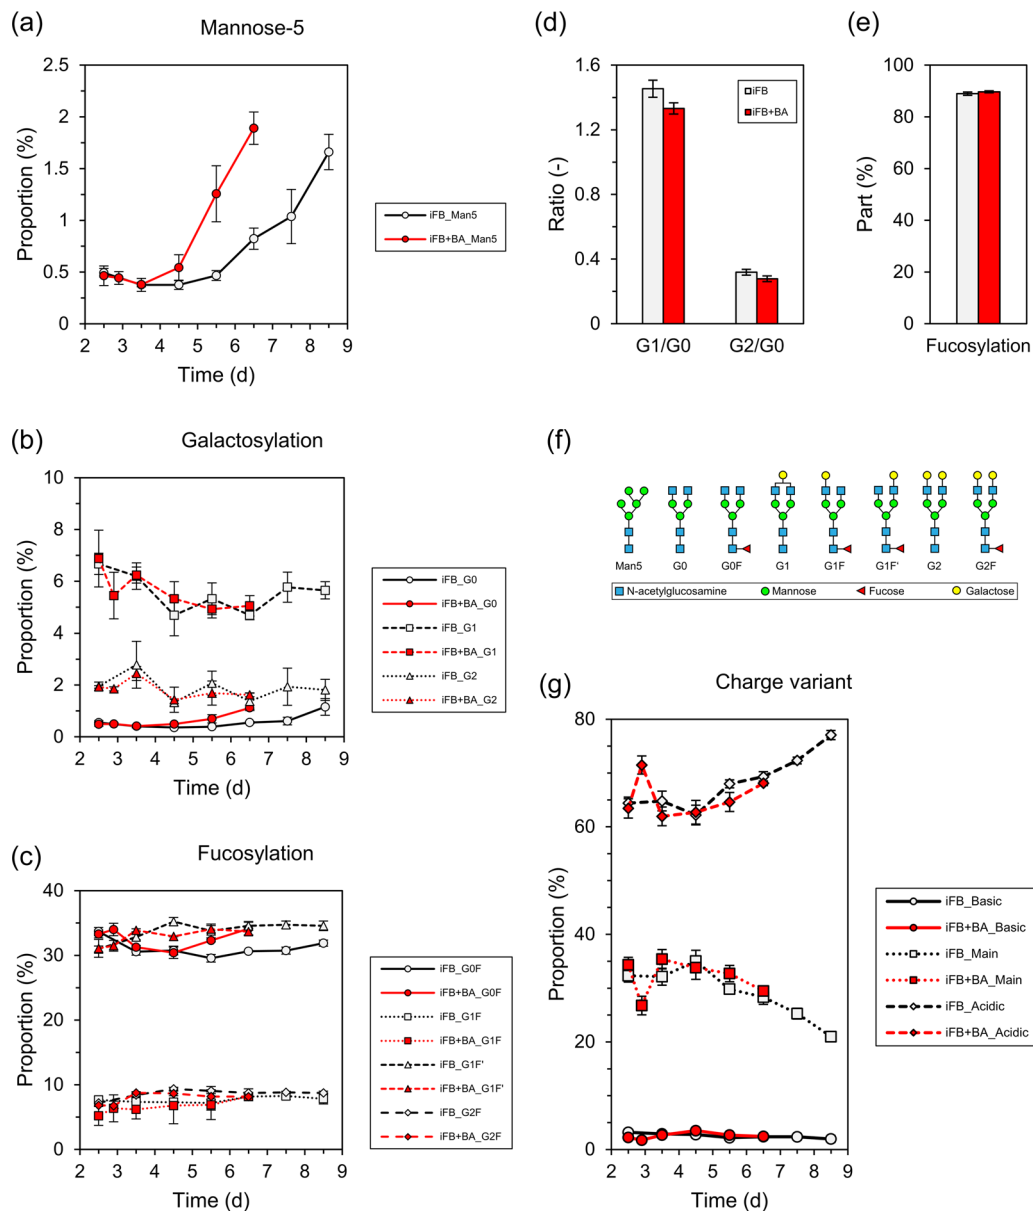 (a)
Mannose-5
2.5
2
1.5
1
0.5
0
Proportion (%)
2 3 4 5 6 7 8 9
Time (d)
iFB_Man5
iFB+BA_Man5
(d)
1.6
1.2
0.8
0.4
0
Ratio (-)
iFB
iFB+BA
G1/G0 G2/G0
(e)
100
80
60
40
20
0
Part (%)
Fucosylation
(b)
Galactosylation
10
8
6
4
2
0
Proportion (%)
2 3 4 5 6 7 8 9
Time (d)
iFB_G0
iFB+BA_G0
iFB_G1
iFB+BA_G1
iFB_G2
iFB+BA_G2
(f)
Man5 G0 G0F G1 G1F G1F' G2 G2F
N-acetylglucosamine Mannose Fucose Galactose
(c)
Fucosylation
40
30
20
10
0
Proportion (%)
2 3 4 5 6 7 8 9
Time (d)
iFB_G0F
iFB+BA_G0F
iFB_G1F
iFB+BA_G1F
iFB_G1F'
iFB+BA_G1F'
iFB_G2F
iFB+BA_G2F
(g)
Charge variant
80
60
40
20
0
Proportion (%)
2 3 4 5 6 7 8 9
Time (d)
iFB_Basic
iFB+BA_Basic
iFB_Main
iFB+BA_Main
iFB_Acidic
iFB+BA_Acidic